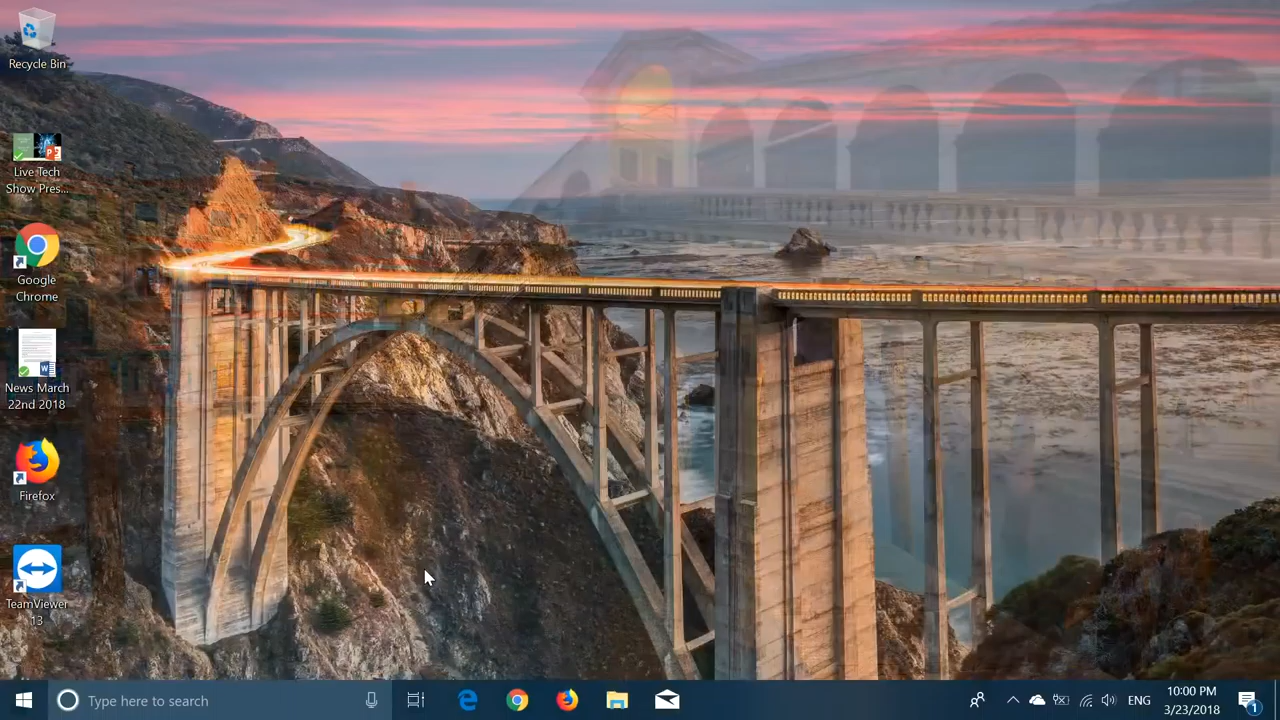 Recycle Bin
Live Tech
Show Pres...
Google
Chrome
News March
22nd 2018
Firefox
TeamViewer
13
Type here to search
ENG
10:00 PM
3/23/2018
1